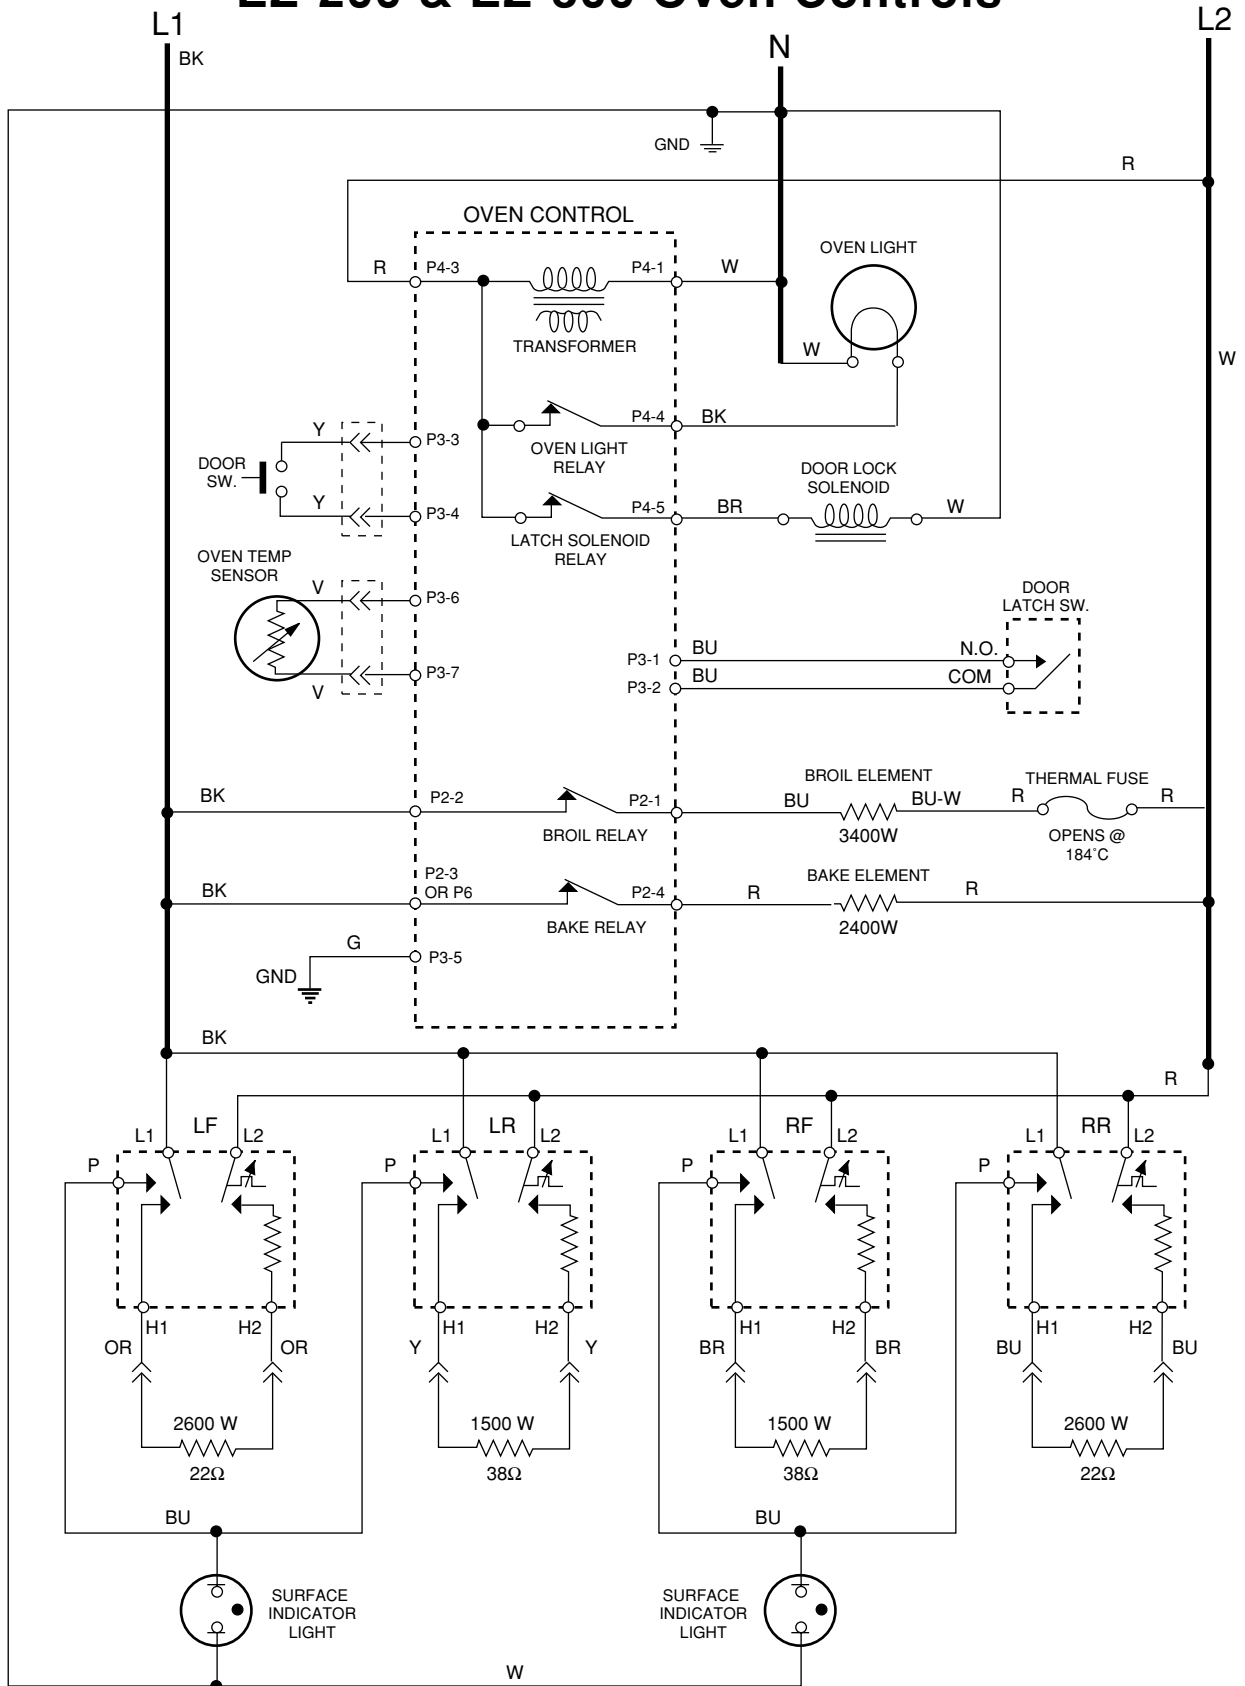 & Oven Controls
L1
BK
N
L2
GND
R
OVEN CONTROL
OVEN LIGHT
R
P4-3
P4-1
W
TRANSFORMER
W
W
P4-4
BK
OVEN LIGHT
RELAY
Y
P3-3
DOOR
SW.
Y
P3-4
DOOR LOCK
SOLENOID
P4-5
BR
W
LATCH SOLENOID
RELAY
OVEN TEMP
SENSOR
V
P3-6
V
P3-7
DOOR
LATCH SW.
P3-1
BU
N.O.
P3-2
BU
COM
BK
P2-2
P2-1
BROIL RELAY
BROIL ELEMENT
BU
BU-W
3400W
THERMAL FUSE
R
R
OPENS @
184˚C
BK
P2-3
OR P6
P2-4
BAKE RELAY
BAKE ELEMENT
R
R
2400W
G
P3-5
GND
BK
R
L1
LF
L2
L1
LR
L2
L1
RF
L2
L1
RR
L2
P
P
P
P
H1
H2
H1
H2
H1
H2
H1
H2
OR
OR
Y
Y
BR
BR
BU
BU
2600 W
1500 W
1500 W
2600 W
22Ω
38Ω
38Ω
22Ω
BU
BU
SURFACE
INDICATOR
LIGHT
SURFACE
INDICATOR
LIGHT
W